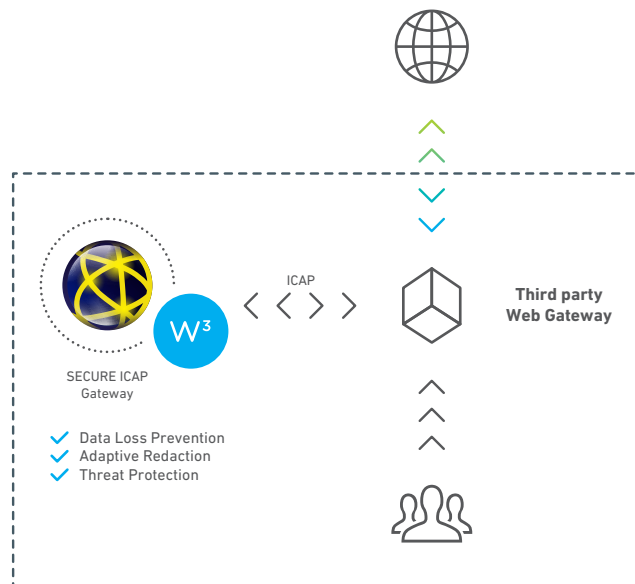 ICAP
Third party
Web Gateway
W³
SECURE ICAP
Gateway
Data Loss Prevention
Adaptive Redaction
Threat Protection